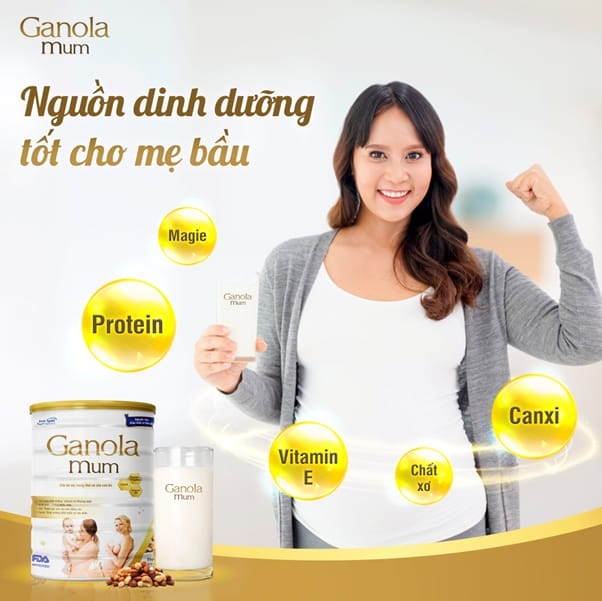 Ganola
mum
Nguồn dinh dưỡng
tốt cho mẹ bầu
Magie
Protein
Ganola
mum
Vitamin
E
Chất
xơ
Canxi
Ganola
mum
Ganola
mum
FDA